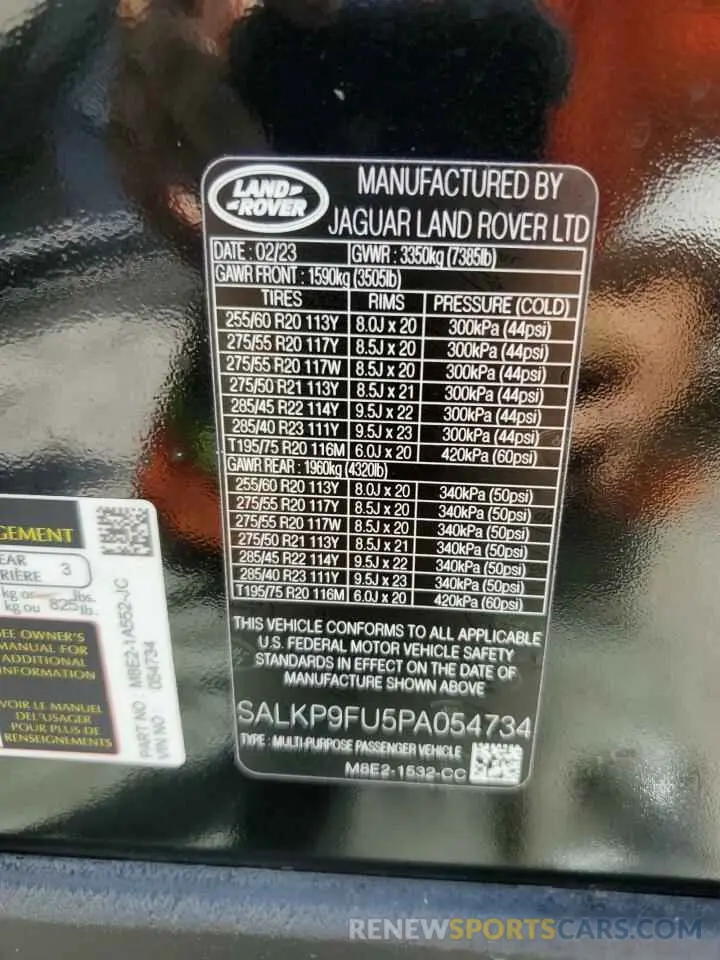 LAND ROVER
MANUFACTURED BY
JAGUAR LAND ROVER LTD
DATE : 02/23 GVWR : 3350kg (7385lb)
GAWR FRONT : 1590kg (3505lb)
TIRES RIMS PRESSURE (COLD)
255/60 R20 113Y 8.0J x 20 300kPa (44psi)
275/55 R20 117Y 8.5J x 20 300kPa (44psi)
275/55 R20 117W 8.5J x 20 300kPa (44psi)
275/50 R21 113Y 8.5J x 21 300kPa (44psi)
285/45 R22 114Y 9.5J x 22 300kPa (44psi)
285/40 R23 111Y 9.5J x 23 300kPa (44psi)
T195/75 R20 116M 6.0J x 20 420kPa (60psi)
GAWR REAR : 1960kg (4320lb)
255/60 R20 113Y 8.0J x 20 340kPa (50psi)
275/55 R20 117Y 8.5J x 20 340kPa (50psi)
275/55 R20 117W 8.5J x 20 340kPa (50psi)
275/50 R21 113Y 8.5J x 21 340kPa (50psi)
285/45 R22 114Y 9.5J x 22 340kPa (50psi)
285/40 R23 111Y 9.5J x 23 340kPa (50psi)
T195/75 R20 116M 6.0J x 20 420kPa (60psi)
THIS VEHICLE CONFORMS TO ALL APPLICABLE
U.S. FEDERAL MOTOR VEHICLE SAFETY
STANDARDS IN EFFECT ON THE DATE OF
MANUFACTURE SHOWN ABOVE
SALKP9FU5PA054734
TYPE : MULTI-PURPOSE PASSENGER VEHICLE
M8E2-1532-CC
GEMENT
EAR
RIÈRE 3
kg or lbs.
kg ou 825 lb.
SEE OWNER'S
MANUAL FOR
ADDITIONAL
INFORMATION
VOIR LE MANUEL
DE L'USAGER
POUR PLUS DE
RENSEIGNEMENTS
PART NO : M8E2-1A552-JC
VIN NO : 054734
RENEWSPORTSCARS.COM